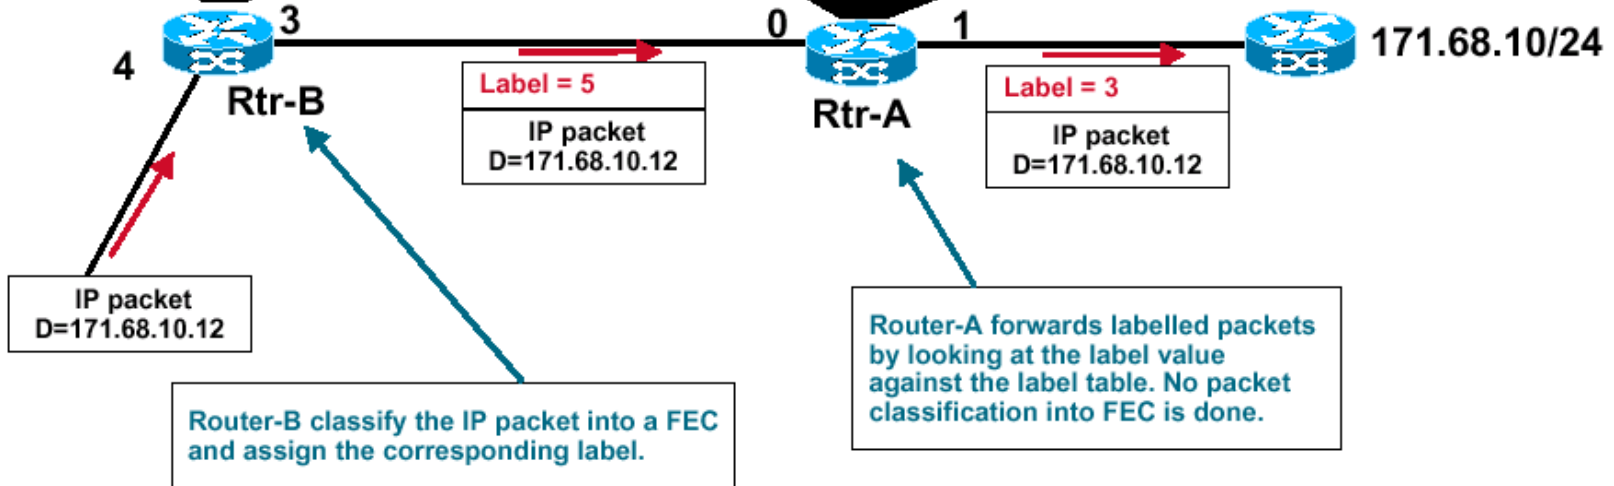 3
0
1
171.68.10/24
4
Rtr-B
Label = 5
IP packet
D=171.68.10.12
Rtr-A
Label = 3
IP packet
D=171.68.10.12
IP packet
D=171.68.10.12
Router-B classify the IP packet into a FEC
and assign the corresponding label.
Router-A forwards labelled packets
by looking at the label value
against the label table. No packet
classification into FEC is done.